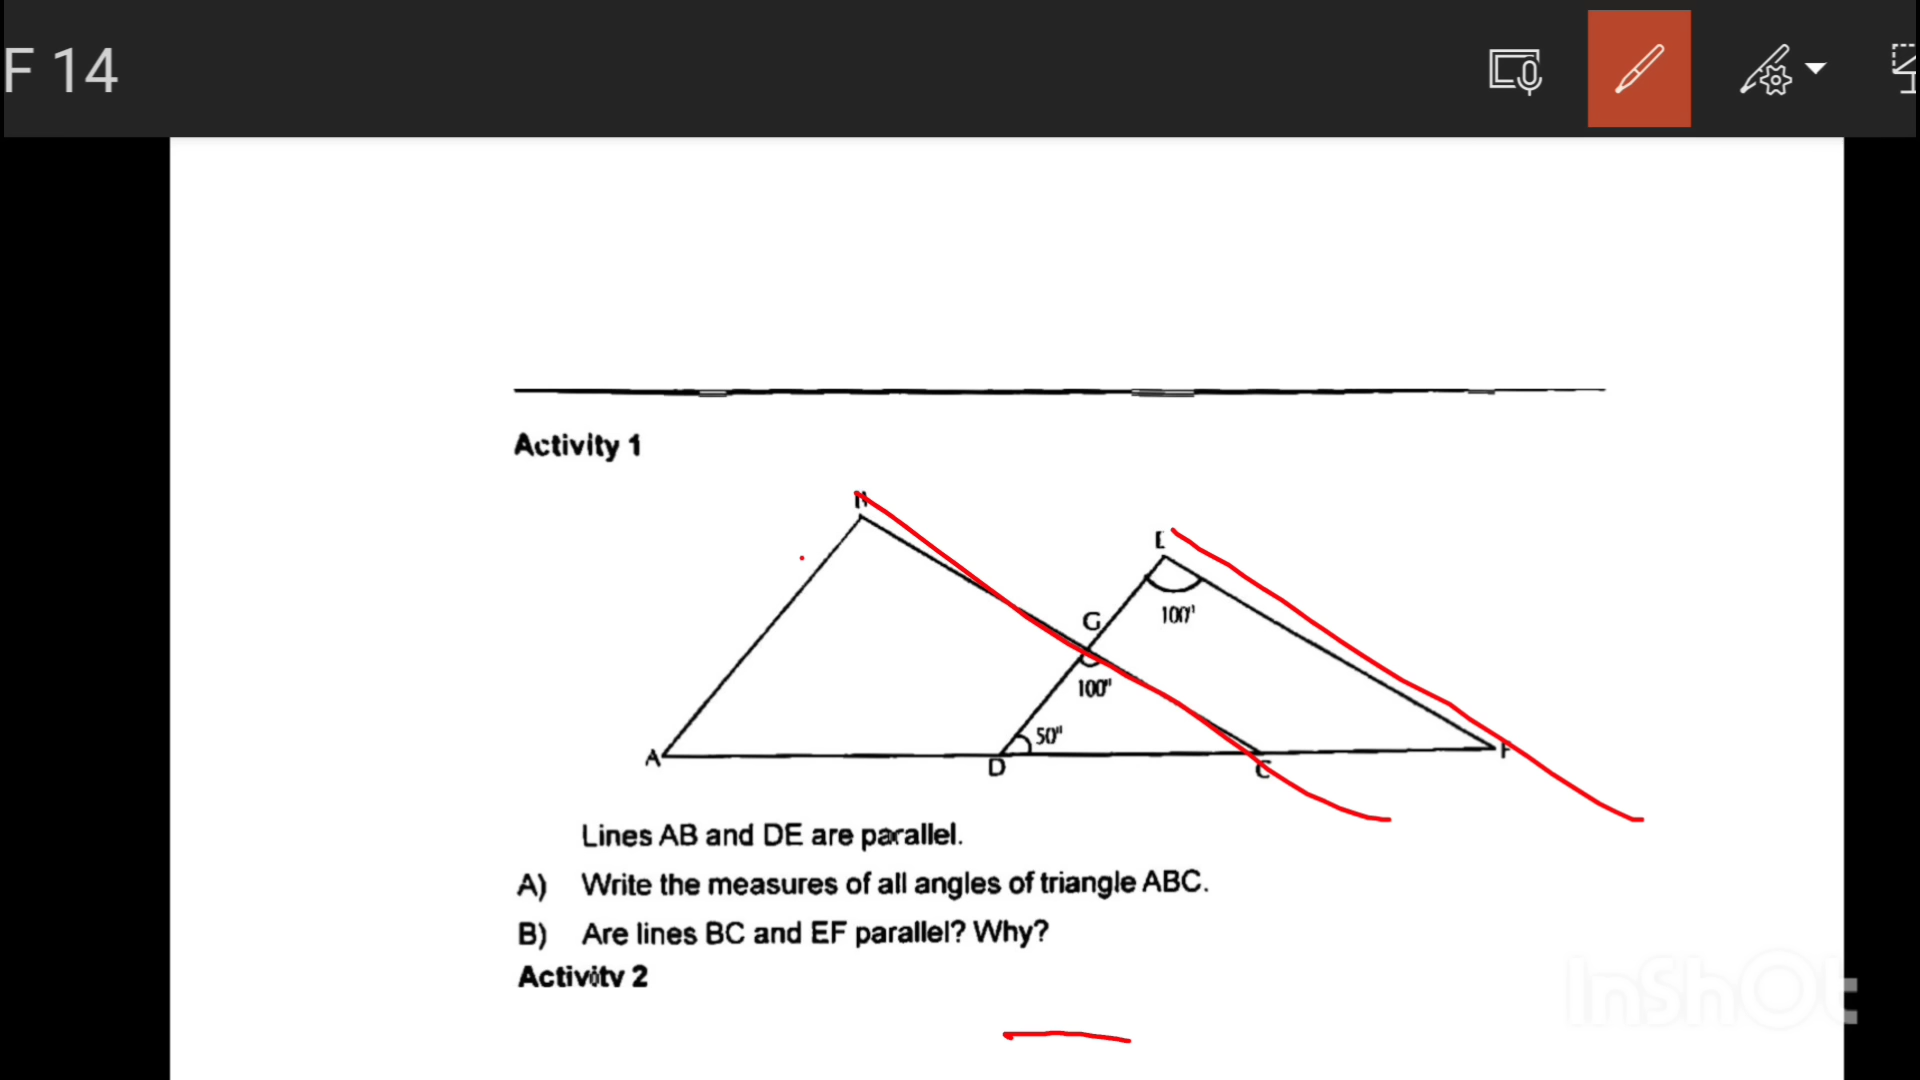 F 14
Activity 1
E
G
100"
100"
50"
A
D
C
F
Lines AB and DE are parallel.
A) Write the measures of all angles of triangle ABC.
B) Are lines BC and EF parallel? Why?
Activity 2
InShOt